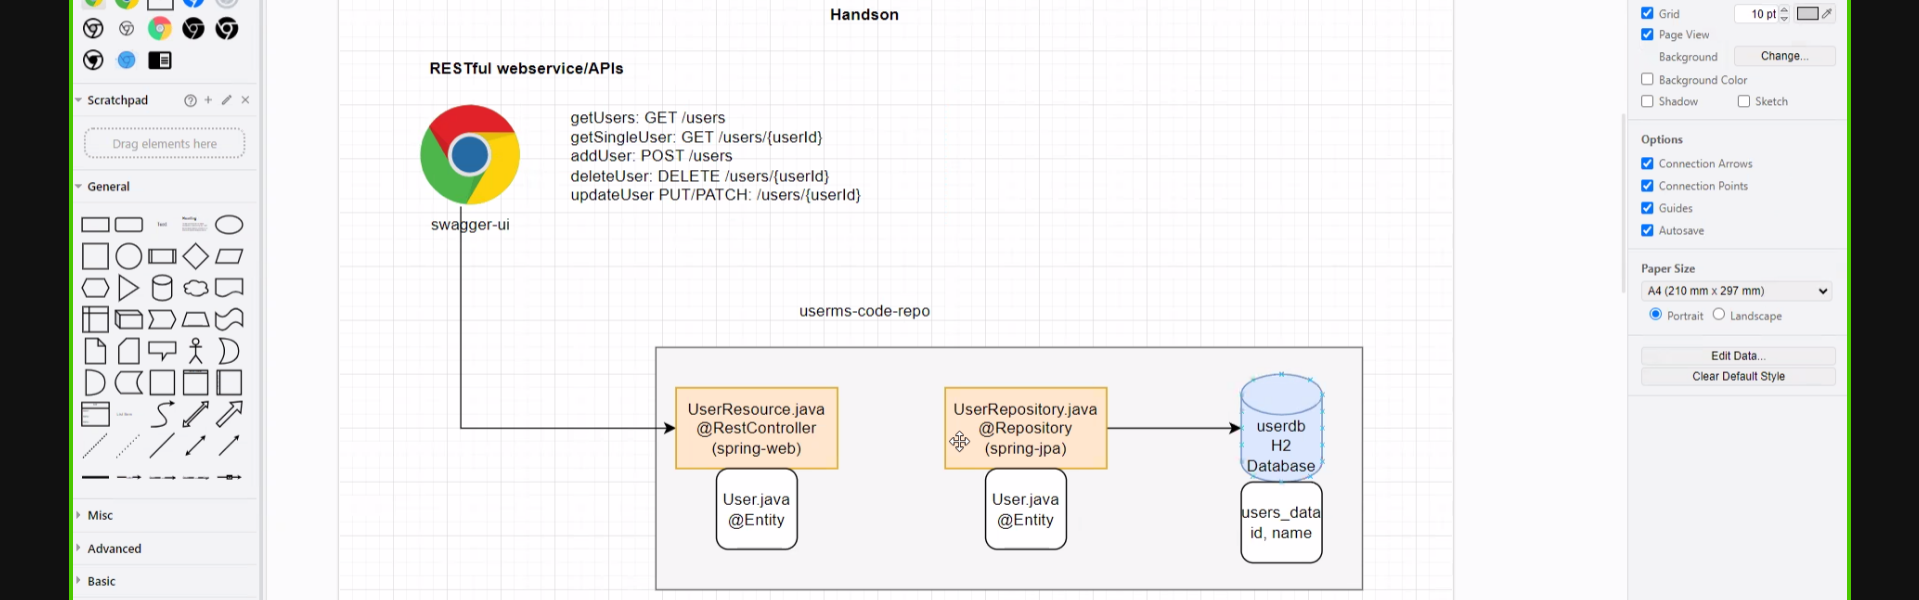 Handson
RESTful webservice/APIs
getUsers: GET /users
getSingleUser: GET /users/{userId}
addUser: POST /users
deleteUser: DELETE /users/{userId}
updateUser PUT/PATCH: /users/{userId}
swagger-ui
userms-code-repo
UserResource.java
@RestController
(spring-web)
User.java
@Entity
UserRepository.java
@Repository
(spring-jpa)
User.java
@Entity
userdb
H2
Database
users_data
id, name
Scratchpad
Drag elements here
General
Text
Misc
Advanced
Basic
Grid
10 pt
Page View
Background
Change...
Background Color
Shadow
Sketch
Options
Connection Arrows
Connection Points
Guides
Autosave
Paper Size
A4 (210 mm x 297 mm)
Portrait
Landscape
Edit Data...
Clear Default Style